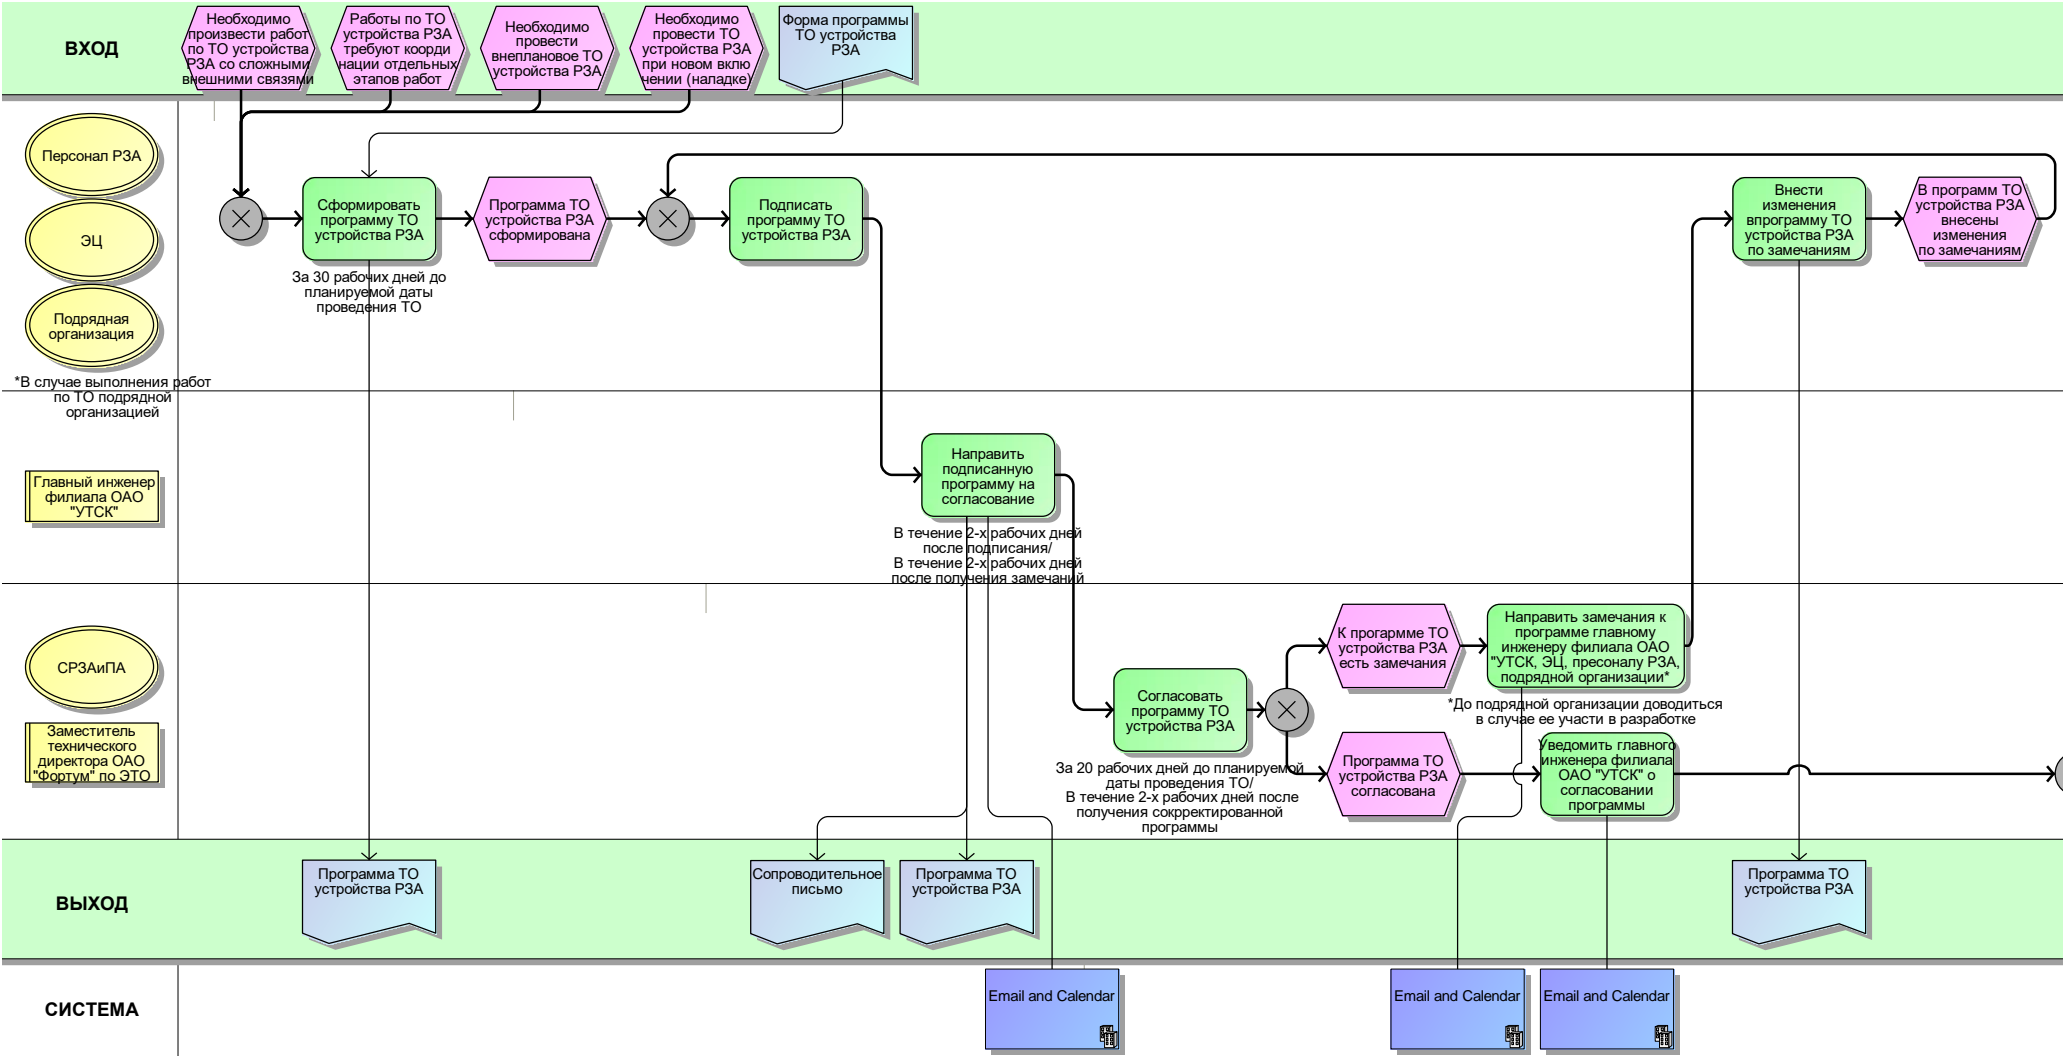 ВХОД
Необходимо
произвести работ
по ТО устройства
РЗА со сложными
внешними связями
Работы по ТО
устройства РЗА
требуют коорди
нации отдельных
этапов работ
Необходимо
провести
внеплановое ТО
устройства РЗА
Необходимо
провести ТО
устройства РЗА
при новом вклю
чении (наладке)
Форма программы
ТО устройства
РЗА
Персонал РЗА
ЭЦ
Подрядная
организация
*В случае выполнения работ
по ТО подрядной
организацией
Сформировать
программу ТО
устройства РЗА
За 30 рабочих дней до
планируемой даты
проведения ТО
Программа ТО
устройства РЗА
сформирована
Подписать
программу ТО
устройства РЗА
Внести
изменения
впрограмму ТО
устройства РЗА
по замечаниям
В програм ТО
устройства РЗА
внесены
изменения
по замечаниям
Главный инженер
филиала ОАО
"УТСК"
Направить
подписанную
программу на
согласование
В течение 2-х рабочих дней
после подписания/
В течение 2-х рабочих дней
после получения замечаний
СРЗАиПА
Заместитель
технического
директора ОАО
"Фортум" по ЭТО
Согласовать
программу ТО
устройства РЗА
За 20 рабочих дней до планируемой
даты проведения ТО/
В течение 2-х рабочих дней после
получения сокрректированной
программы
К прогармме ТО
устройства РЗА
есть замечания
Направить замечания к
программе главному
инженеру филиала ОАО
"УТСК, ЭЦ, пресоналу РЗА,
подрядной организации*
*До подрядной организации доводиться
в случае ее участи в разработке
Программа ТО
устройства РЗА
согласована
Уведомить главного
инженера филиала
ОАО "УТСК" о
согласовании
программы
ВЫХОД
Программа ТО
устройства РЗА
Сопроводительное
письмо
Программа ТО
устройства РЗА
Программа ТО
устройства РЗА
СИСТЕМА
Email and Calendar
Email and Calendar
Email and Calendar